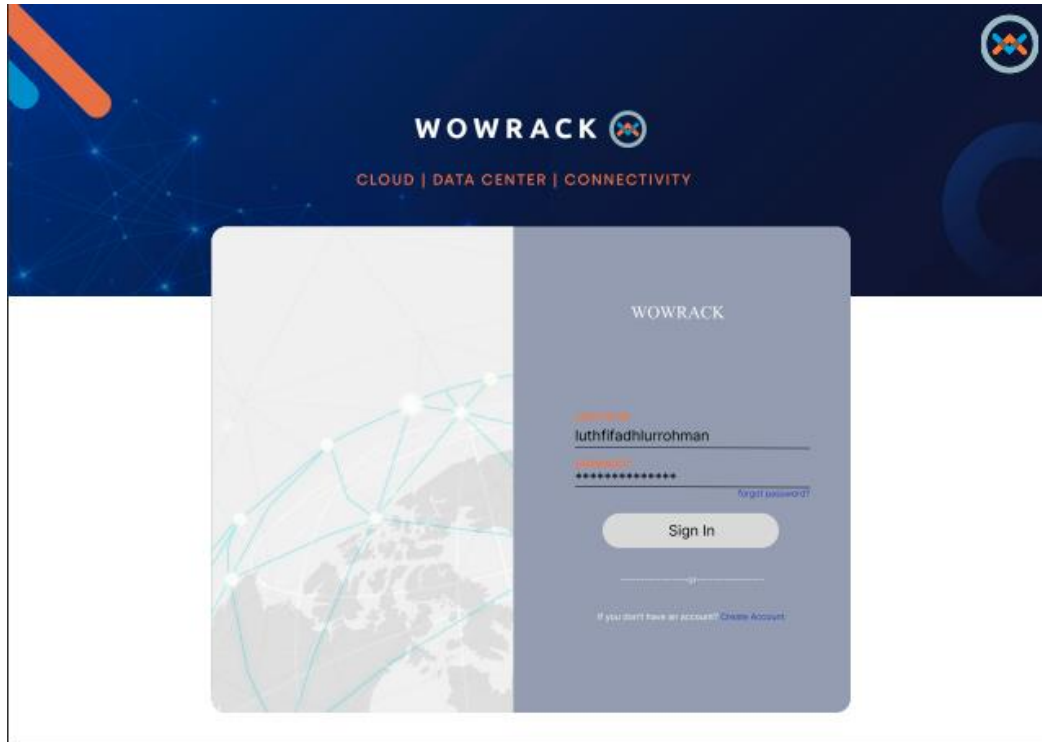 WOWRACK
CLOUD | DATA CENTER | CONNECTIVITY
WOWRACK
luthfifadhlurrohman
**************
forgot password?
Sign In
or
If you don't have an account? Create Account